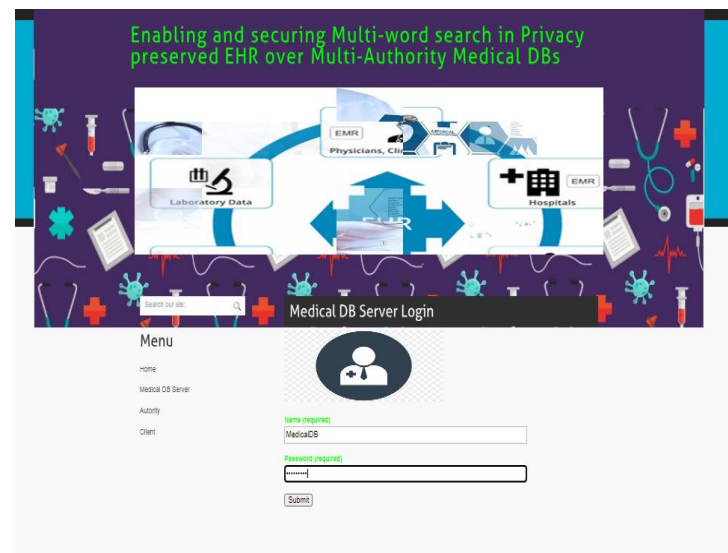 Enabling and securing Multi-word search in Privacy
preserved EHR over Multi-Authority Medical DBs
EMR
Physicians, Cli
Laboratory Data
EMR
Hospitals
EHR
Search our site:
Medical DB Server Login
Menu
Home
Medical DB Server
Autority
Client
Name (required)
MedicalDB
Password (required)
•••••••••
Submit